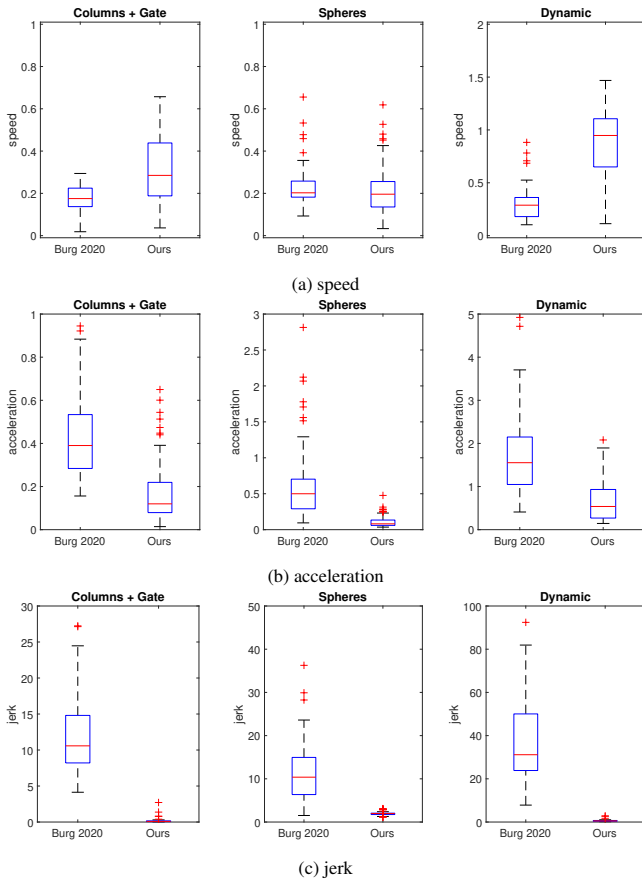 Columns + Gate
Spheres
Dynamic
1
0.8
0.6
0.4
0.2
0
speed
Burg 2020 Ours
1
0.8
0.6
0.4
0.2
0
speed
Burg 2020 Ours
2
1.5
1
0.5
0
speed
Burg 2020 Ours
(a) speed
Columns + Gate
Spheres
Dynamic
1
0.8
0.6
0.4
0.2
0
acceleration
Burg 2020 Ours
3
2.5
2
1.5
1
0.5
0
acceleration
Burg 2020 Ours
5
4
3
2
1
0
acceleration
Burg 2020 Ours
(b) acceleration
Columns + Gate
Spheres
Dynamic
30
25
20
15
10
5
0
jerk
Burg 2020 Ours
50
40
30
20
10
0
jerk
Burg 2020 Ours
100
80
60
40
20
0
jerk
Burg 2020 Ours
(c) jerk